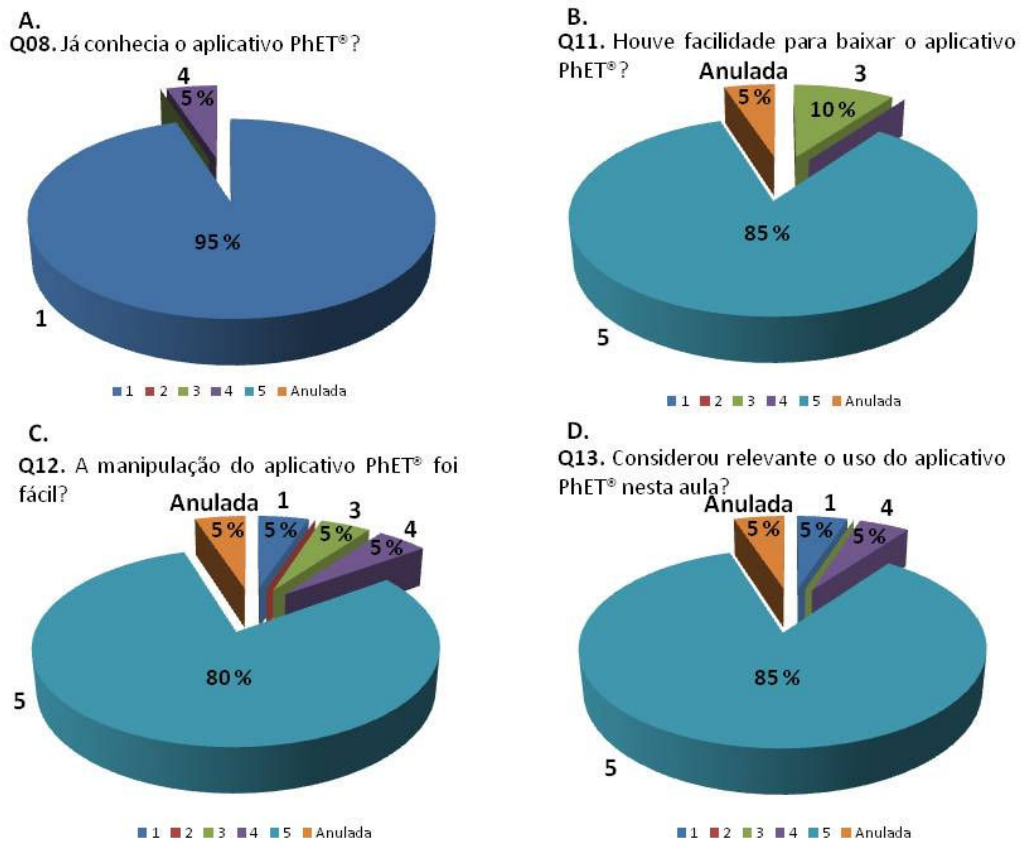 A.
Q08. Já conhecia o aplicativo PhET®?
4
5 %
95 %
1
1 2 3 4 5 Anulada
B.
Q11. Houve facilidade para baixar o aplicativo
PhET®?
Anulada
3
5 %
10 %
85 %
5
1 2 3 4 5 Anulada
C.
Q12. A manipulação do aplicativo PhET® foi
fácil?
Anulada
1
3
4
5 %
5 %
5 %
5 %
80 %
5
1 2 3 4 5 Anulada
D.
Q13. Considerou relevante o uso do aplicativo
PhET® nesta aula?
Anulada
1
4
5 %
5 %
5 %
85 %
5
1 2 3 4 5 Anulada